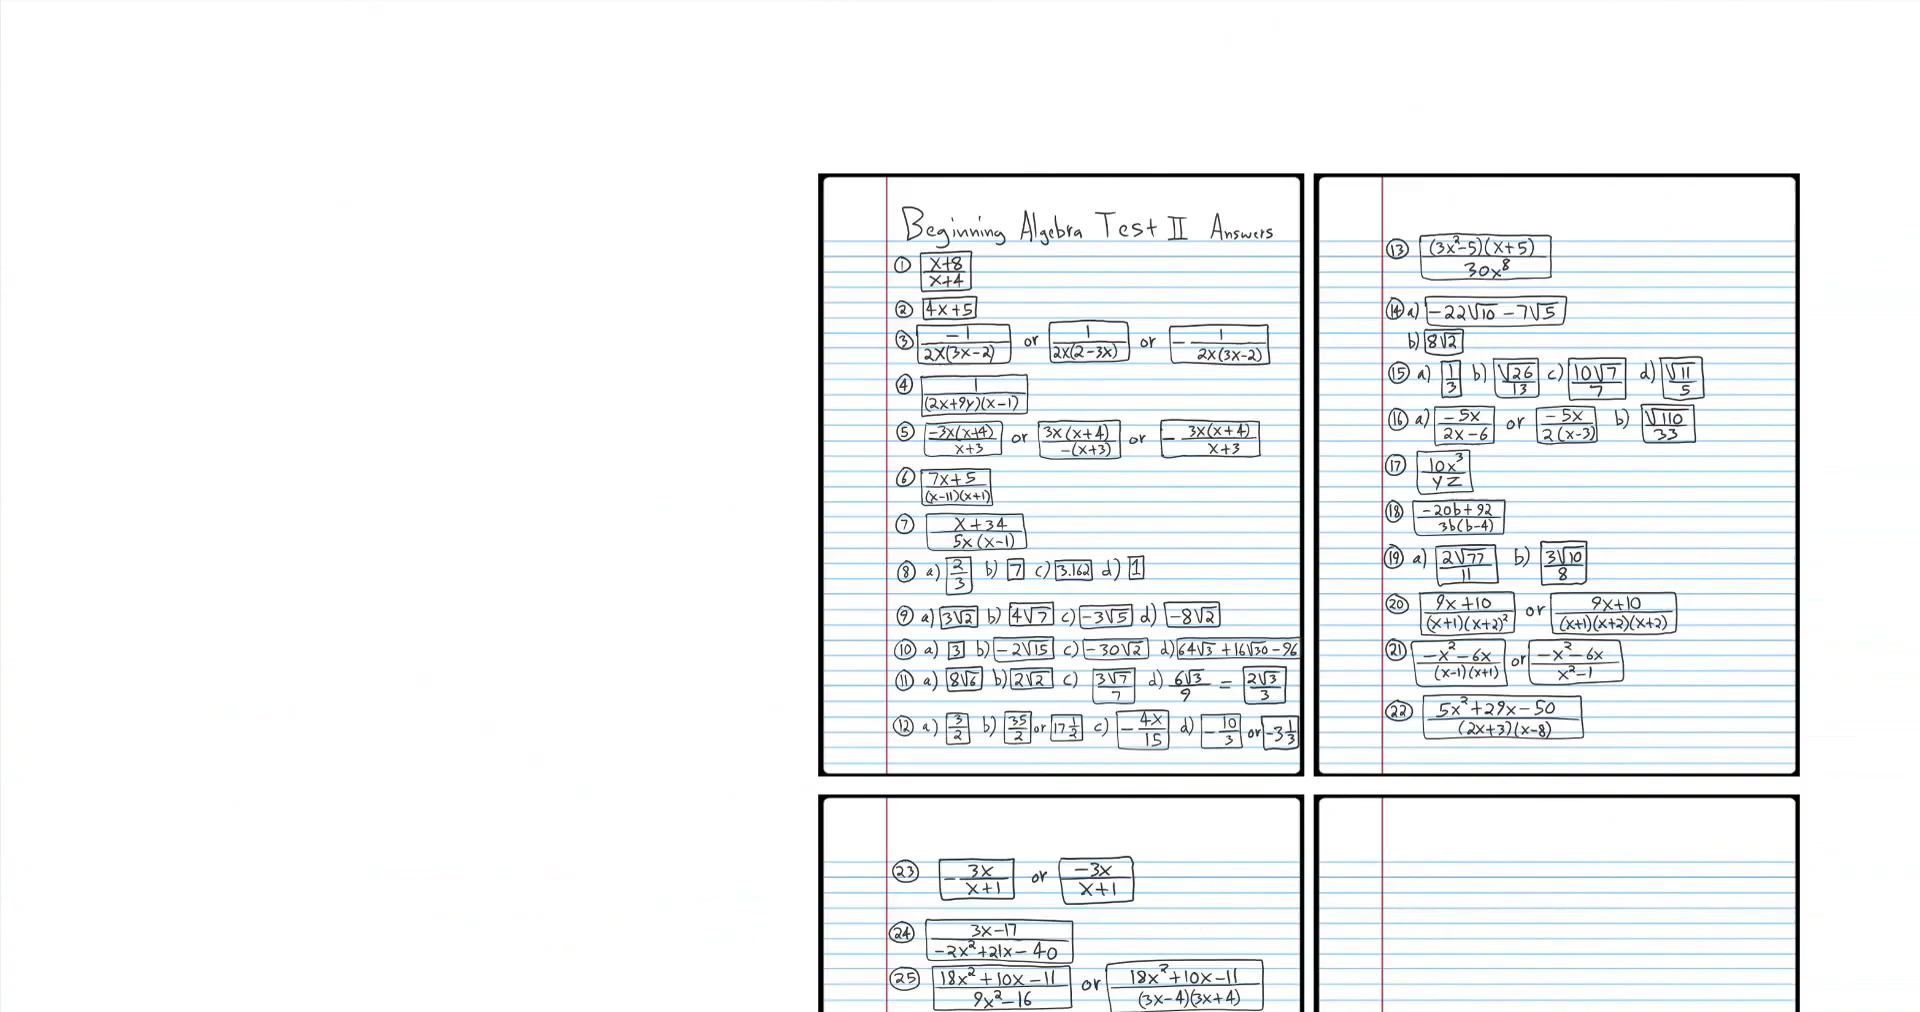 Beginning Algebra Test II Answers
① (x+8)/(x+4)
② 4x+5
③ -1/(2x(3x-2)) or 1/(2x(2-3x)) or - 1/(2x(3x-2))
④ 1/((2x+9y)(x-1))
⑤ -3x(x+4)/(x+3) or 3x(x+4)/(-(x+3)) or - 3x(x+4)/(x+3)
⑥ (7x+5)/((x-11)(x+1))
⑦ (x+34)/(5x(x-1))
⑧ a) 2/3 b) 7 c) 3.162 d) 1
⑨ a) 3√2 b) 4√7 c) -3√5 d) -8√2
⑩ a) 3 b) -2√15 c) -30√2 d) 64√3 + 16√30 - 96
⑪ a) 8√6 b) 2√2 c) 3√7/7 d) 6√3/9 = 2√3/3
⑫ a) 3/2 b) 35/2 or 17 1/2 c) - 4x/15 d) - 10/3 or -3 1/3
⑬ (3x²-5)(x+5)/(30x⁸)
⑭ a) -22√10 - 7√5
b) 8√2
⑮ a) 1/3 b) √26/13 c) 10√7/7 d) √11/5
⑯ a) -5x/(2x-6) or -5x/(2(x-3)) b) √110/33
⑰ 10x³/(yz)
⑱ (-20b+92)/(3b(b-4))
⑲ a) 2√77/11 b) 3√10/8
⑳ (9x+10)/((x+1)(x+2)²) or (9x+10)/((x+1)(x+2)(x+2))
㉑ (-x²-6x)/((x-1)(x+1)) or (-x²-6x)/(x²-1)
㉒ (5x²+29x-50)/((2x+3)(x-8))
㉓ - 3x/(x+1) or -3x/(x+1)
㉔ (3x-17)/(-2x²+21x-40)
㉕ (18x²+10x-11)/(9x²-16) or (18x²+10x-11)/((3x-4)(3x+4))